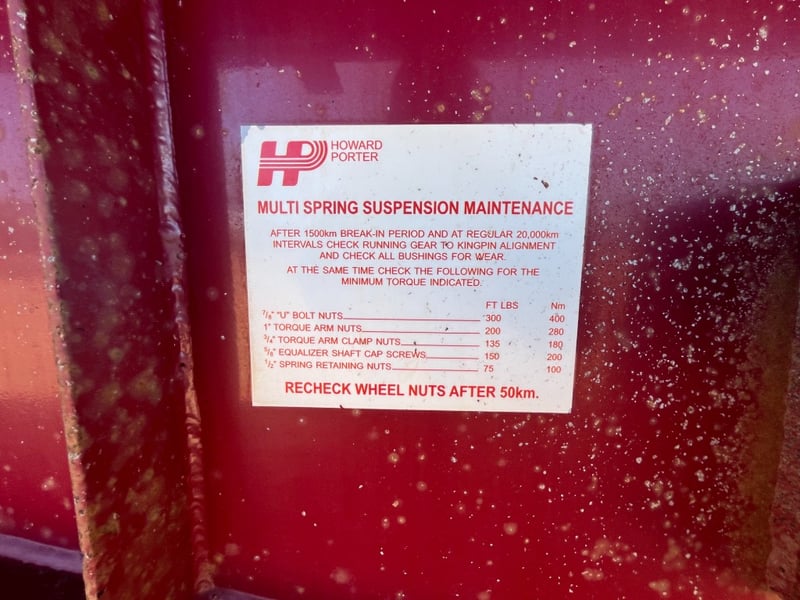 HP HOWARD
PORTER
MULTI SPRING SUSPENSION MAINTENANCE
AFTER 1500km BREAK-IN PERIOD AND AT REGULAR 20,000km
INTERVALS CHECK RUNNING GEAR TO KINGPIN ALIGNMENT
AND CHECK ALL BUSHINGS FOR WEAR.
AT THE SAME TIME CHECK THE FOLLOWING FOR THE
MINIMUM TORQUE INDICATED.
FT LBS Nm
7/8" "U" BOLT NUTS 300 400
1" TORQUE ARM NUTS 200 280
3/4" TORQUE ARM CLAMP NUTS 135 180
5/8" EQUALIZER SHAFT CAP SCREWS 150 200
1/2" SPRING RETAINING NUTS 75 100
RECHECK WHEEL NUTS AFTER 50km.